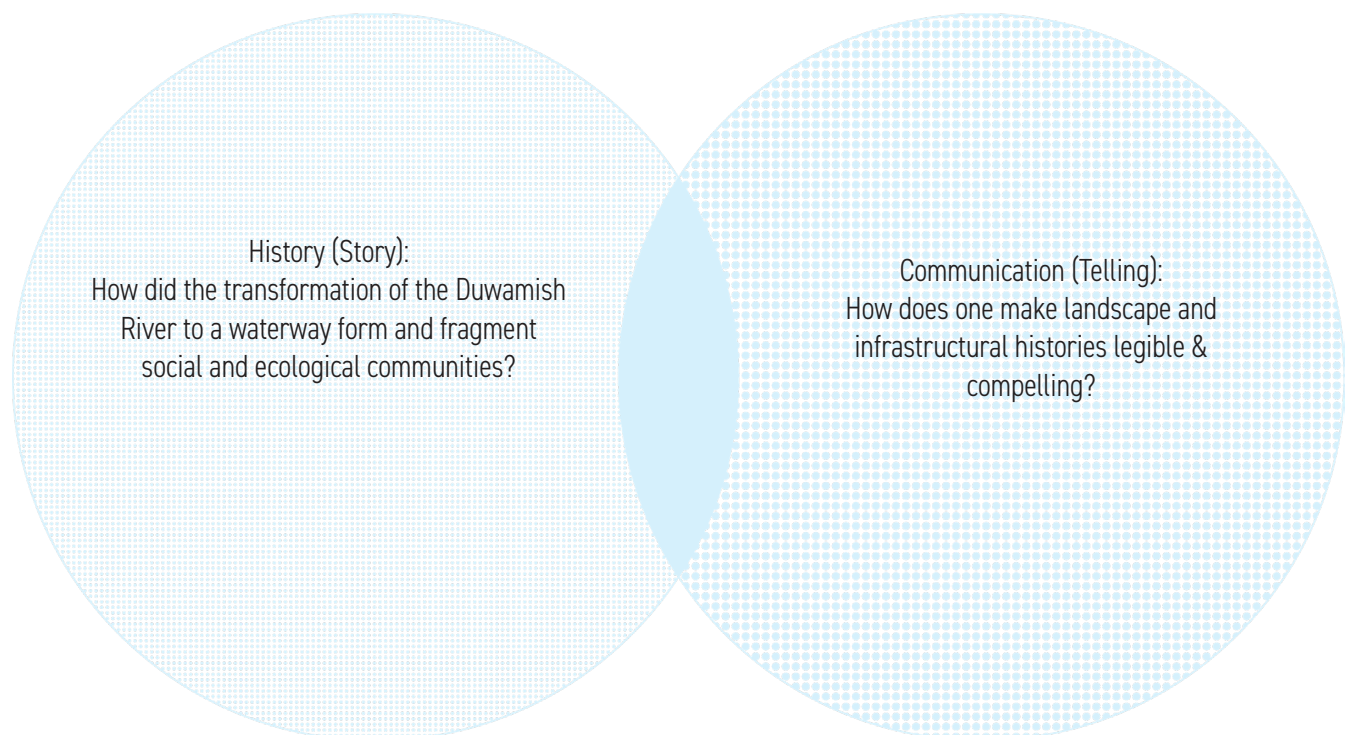 History (Story):
How did the transformation of the Duwamish
River to a waterway form and fragment
social and ecological communities?
Communication (Telling):
How does one make landscape and
infrastructural histories legible &
compelling?